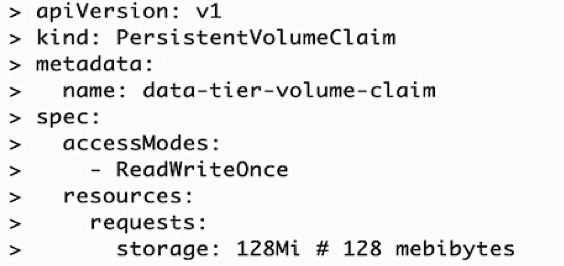 > apiVersion: v1
> kind: PersistentVolumeClaim
> metadata:
>   name: data-tier-volume-claim
> spec:
>   accessModes:
>     - ReadWriteOnce
>   resources:
>     requests:
>       storage: 128Mi # 128 mebibytes